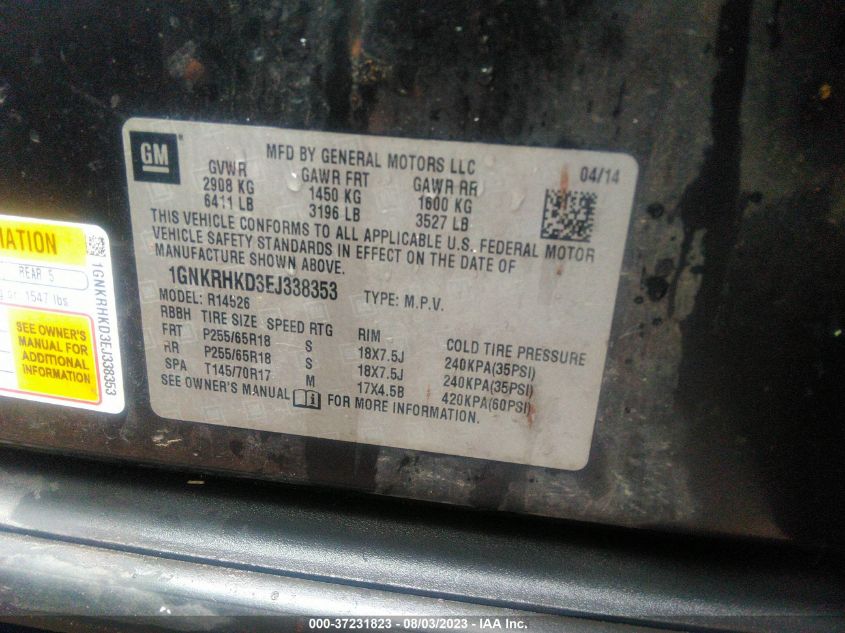 GM
MFD BY GENERAL MOTORS LLC
04/14
GVWR GAWR FRT GAWR RR
2908 KG 1450 KG 1600 KG
6411 LB 3196 LB 3527 LB
THIS VEHICLE CONFORMS TO ALL APPLICABLE U.S. FEDERAL MOTOR
VEHICLE SAFETY STANDARDS IN EFFECT ON THE DATE OF
MANUFACTURE SHOWN ABOVE.
1GNKRHKD3EJ338353 TYPE: M.P.V.
MODEL: R14526
RBBH TIRE SIZE SPEED RTG RIM COLD TIRE PRESSURE
FRT P255/65R18 S 18X7.5J 240KPA(35PSI)
RR P255/65R18 S 18X7.5J 240KPA(35PSI)
SPA T145/70R17 M 17X4.5B 420KPA(60PSI)
SEE OWNER'S MANUAL FOR MORE INFORMATION.
MATION
REAR 5
or 1547 lbs
SEE OWNER'S
MANUAL FOR
ADDITIONAL
INFORMATION
1GNKRHKD3EJ338353
000-37231823 - 08/03/2023 - IAA Inc.